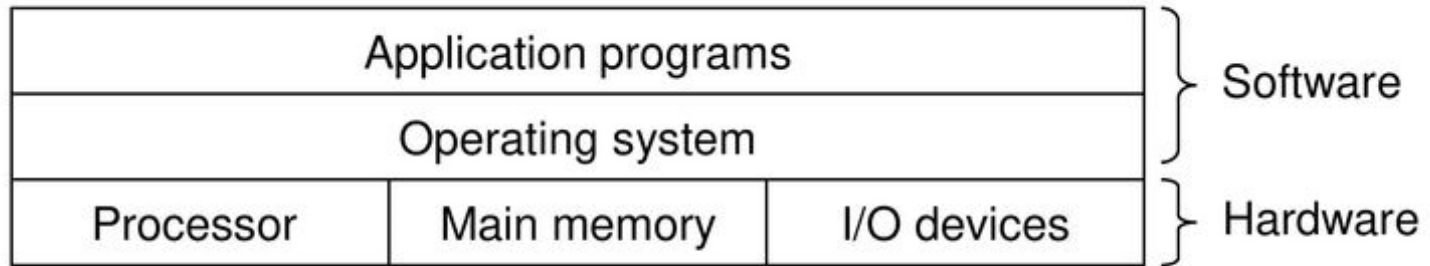 Application programs
Software
Operating system
Processor Main memory I/O devices Hardware